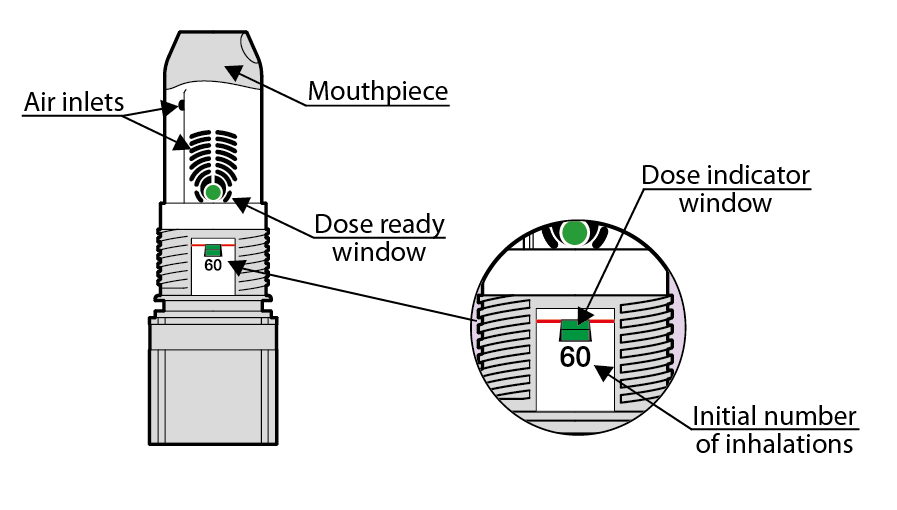 Mouthpiece
Air inlets
Dose ready
window
60
Dose indicator
window
60
Initial number
of inhalations